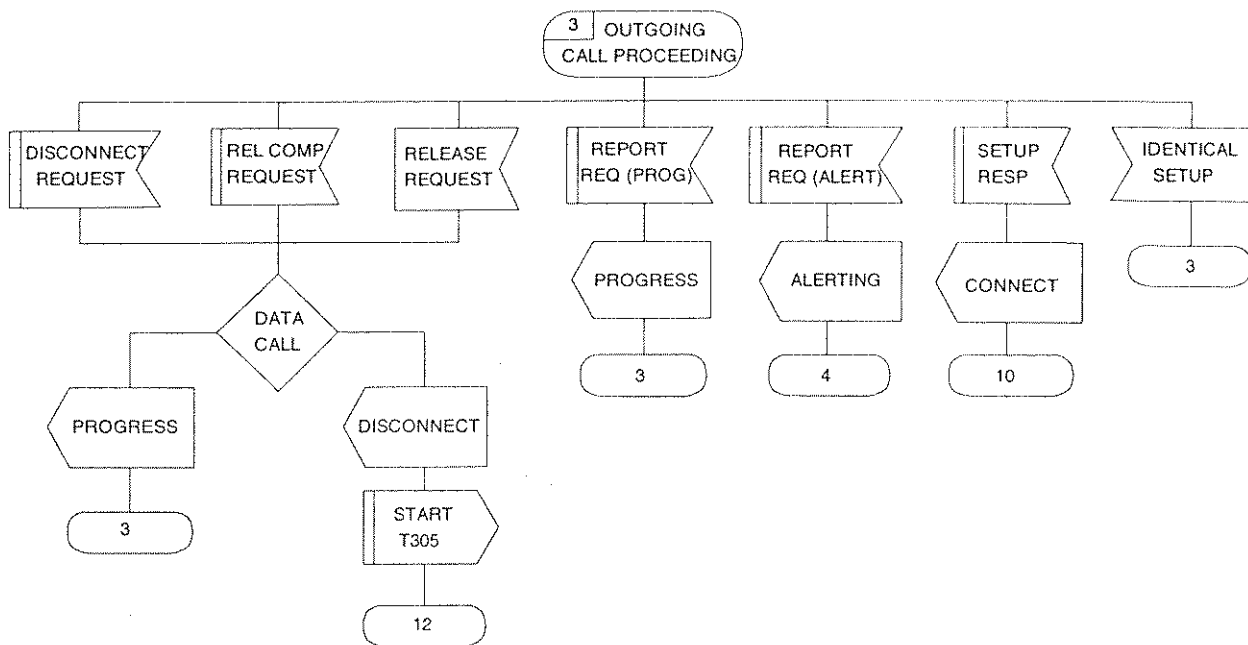 3
OUTGOING
CALL PROCEEDING
DISCONNECT
REQUEST
REL COMP
REQUEST
RELEASE
REQUEST
REPORT
REQ (PROG)
REPORT
REQ (ALERT)
SETUP
RESP
IDENTICAL
SETUP
PROGRESS
ALERTING
CONNECT
3
DATA
CALL
3
4
10
PROGRESS
DISCONNECT
3
START
T305
12